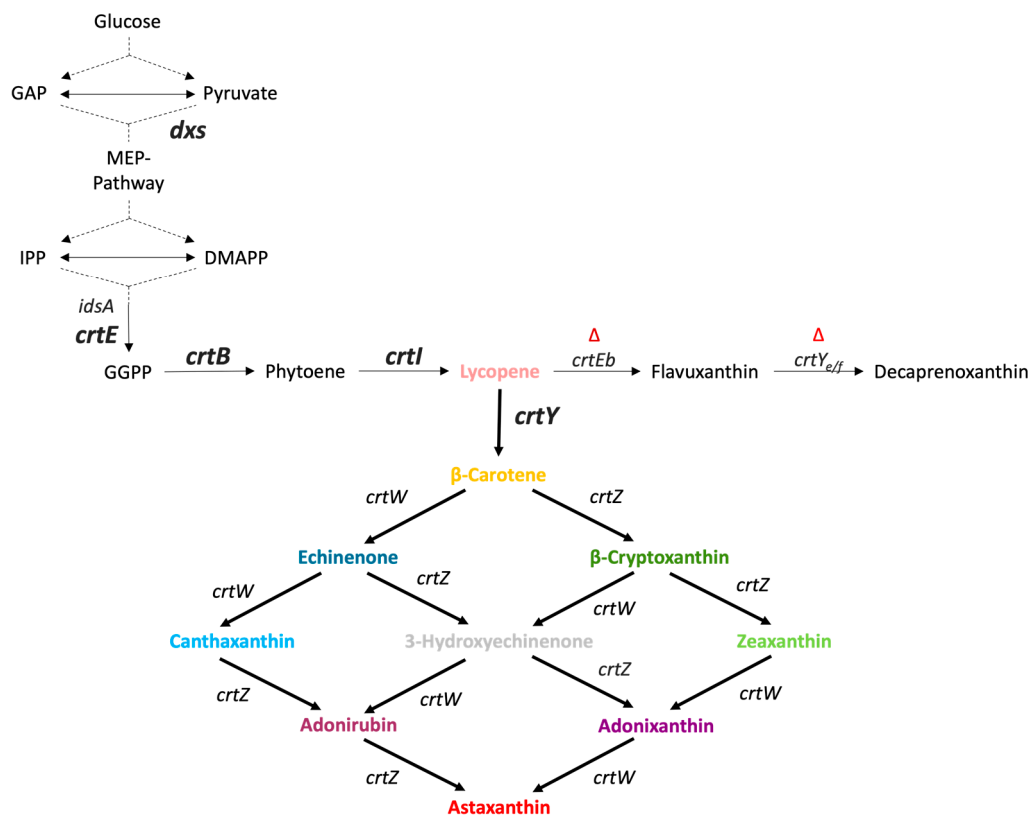 Glucose
GAP
Pyruvate
dxs
MEP-
Pathway
IPP
DMAPP
idsA
crtE
GGPP
crtB
Phytoene
crtI
Lycopene
Δ
crtEb
Flavuxanthin
Δ
crtYe/f
Decaprenoxanthin
crtY
β-Carotene
crtW
crtZ
Echinenone
β-Cryptoxanthin
crtW
crtZ
crtW
crtZ
Canthaxanthin
3-Hydroxyechinenone
Zeaxanthin
crtZ
crtW
crtZ
crtW
Adonirubin
Adonixanthin
crtZ
crtW
Astaxanthin